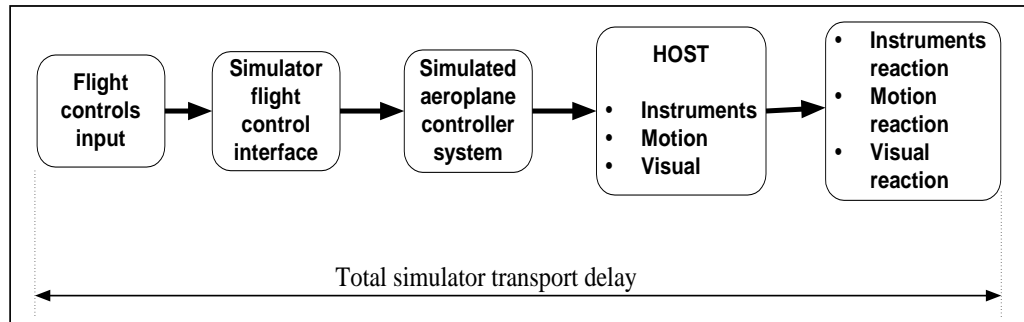 Flight
controls
input
Simulator
flight
control
interface
Simulated
aeroplane
controller
system
HOST
• Instruments
• Motion
• Visual
• Instruments
reaction
• Motion
reaction
• Visual
reaction
Total simulator transport delay